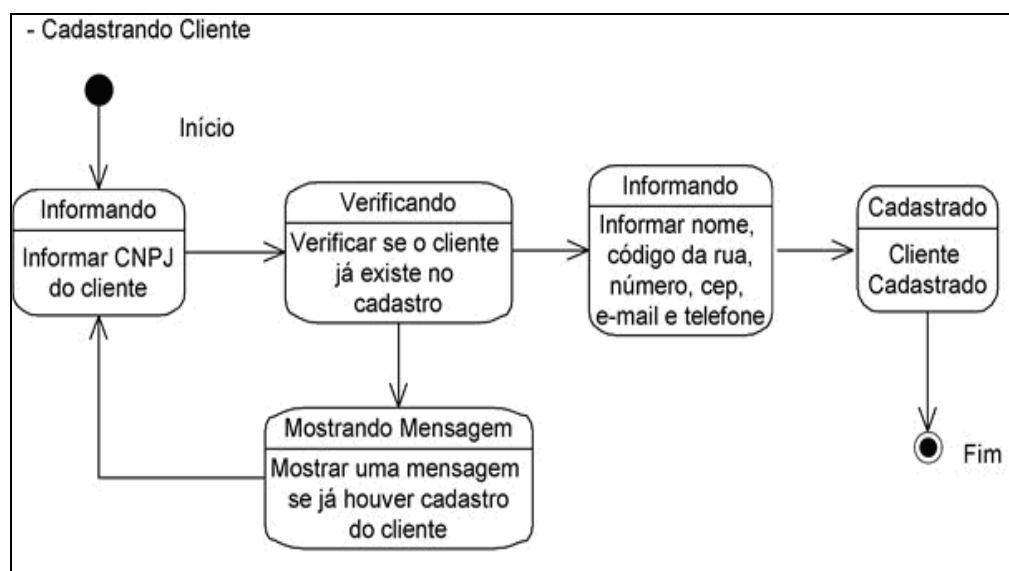 - Cadastrando Cliente
Início
Informando
Informar CNPJ
do cliente
Verificando
Verificar se o cliente
já existe no
cadastro
Informando
Informar nome,
código da rua,
número, cep,
e-mail e telefone
Cadastrado
Cliente
Cadastrado
Mostrando Mensagem
Mostrar uma mensagem
se já houver cadastro
do cliente
Fim